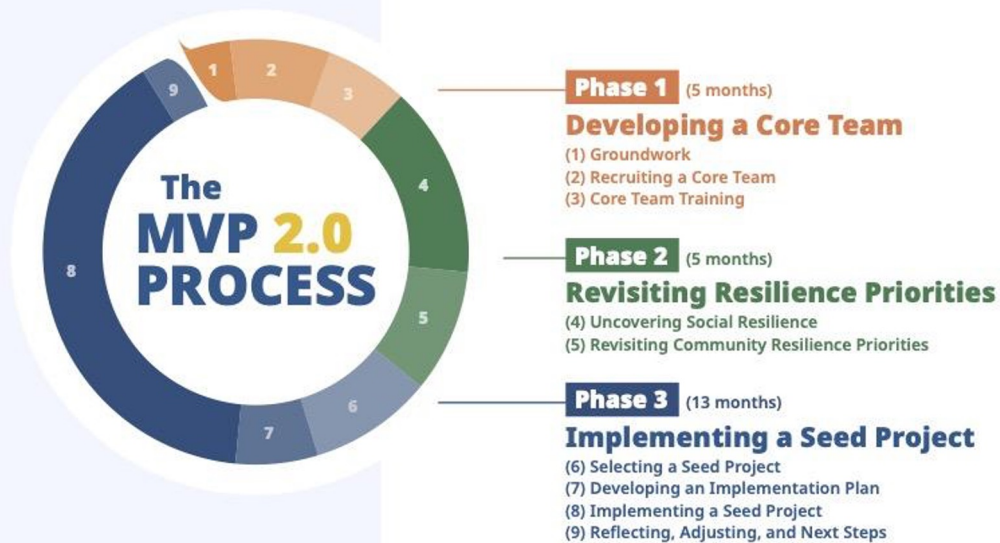 The
MVP 2.0
PROCESS
1
2
3
4
5
6
7
8
9
Phase 1 (5 months)
Developing a Core Team
(1) Groundwork
(2) Recruiting a Core Team
(3) Core Team Training
Phase 2 (5 months)
Revisiting Resilience Priorities
(4) Uncovering Social Resilience
(5) Revisiting Community Resilience Priorities
Phase 3 (13 months)
Implementing a Seed Project
(6) Selecting a Seed Project
(7) Developing an Implementation Plan
(8) Implementing a Seed Project
(9) Reflecting, Adjusting, and Next Steps